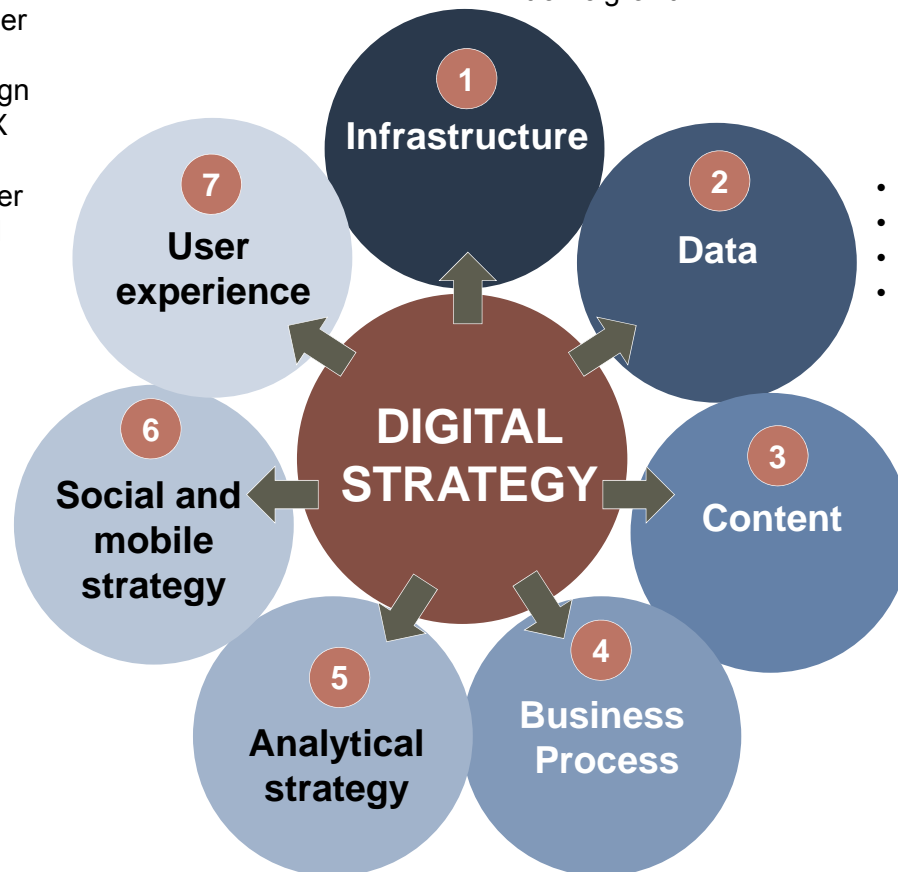 1
Infrastructure
2
Data
•
•
•
•
3
Content
4
Business
Process
5
Analytical
strategy
6
Social and
mobile
strategy
7
User
experience
DIGITAL
STRATEGY